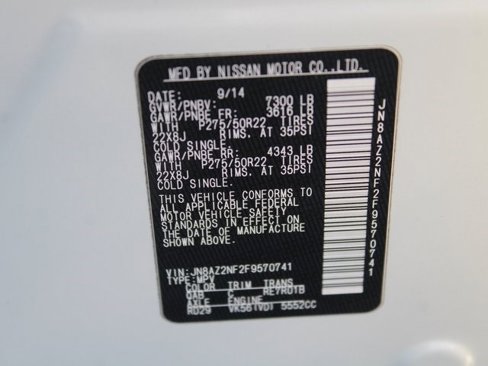 MFD BY NISSAN MOTOR CO.,LTD.
DATE: 9/14
GVWR/PNBV: 7300 LB
GAWR/PNBE FR: 3616 LB
WITH P275/50R22 TIRES
22X8J RIMS. AT 35PSI
COLD SINGLE.
GAWR/PNBE RR: 4343 LB
WITH P275/50R22 TIRES
22X8J RIMS. AT 35PSI
COLD SINGLE.
THIS VEHICLE CONFORMS TO
ALL APPLICABLE FEDERAL
MOTOR VEHICLE SAFETY
STANDARDS IN EFFECT ON
THE DATE OF MANUFACTURE
SHOWN ABOVE.
VIN: JN8AZ2NF2F9570741
TYPE: MPV
COLOR TRIM TRANS
QAB C RE7R01B
AXLE ENGINE
RD29 VK56(VD) 5552CC
JN8AZ2NF2F9570741